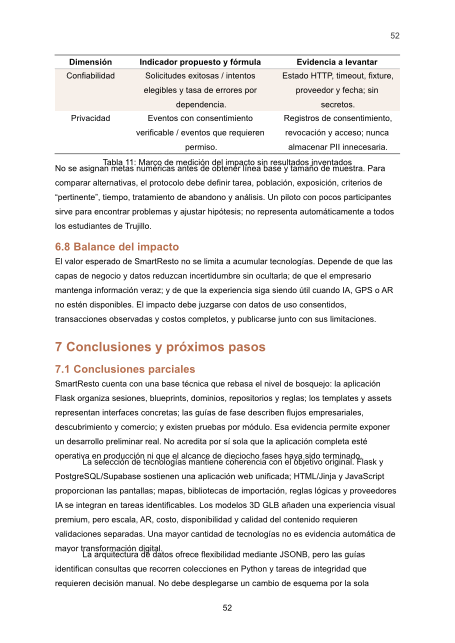 52
Dimensión Indicador propuesto y fórmula Evidencia a levantar
Confiabilidad Solicitudes exitosas / intentos Estado HTTP, timeout, fixture,
elegibles y tasa de errores por proveedor y fecha; sin
dependencia. secretos.
Privacidad Eventos con consentimiento Registros de consentimiento,
verificable / eventos que requieren revocación y acceso; nunca
permiso. almacenar PII innecesaria.
Tabla 11: Marco de medición del impacto sin resultados inventados
No se asignan metas numéricas antes de obtener línea base y tamaño de muestra. Para
comparar alternativas, el protocolo debe definir tarea, población, exposición, criterios de
“pertinente”, tiempo, tratamiento de abandono y análisis. Un piloto con pocos participantes
sirve para encontrar problemas y ajustar hipótesis; no representa automáticamente a todos
los estudiantes de Trujillo.
6.8 Balance del impacto
El valor esperado de SmartResto no se limita a acumular tecnologías. Depende de que las
capas de negocio y datos reduzcan incertidumbre sin ocultarla; de que el empresario
mantenga información veraz; y de que la experiencia siga siendo útil cuando IA, GPS o AR
no estén disponibles. El impacto debe juzgarse con datos de uso consentidos,
transacciones observadas y costos completos, y publicarse junto con sus limitaciones.
7 Conclusiones y próximos pasos
7.1 Conclusiones parciales
SmartResto cuenta con una base técnica que rebasa el nivel de bosquejo: la aplicación
Flask organiza sesiones, blueprints, dominios, repositorios y reglas; los templates y assets
representan interfaces concretas; las guías de fase describen flujos empresariales,
descubrimiento y comercio; y existen pruebas por módulo. Esa evidencia permite exponer
un desarrollo preliminar real. No acredita por sí sola que la aplicación completa esté
operativa en producción ni que el alcance de dieciocho fases haya sido terminado.
La selección de tecnologías mantiene coherencia con el objetivo original. Flask y
PostgreSQL/Supabase sostienen una aplicación web unificada; HTML/Jinja y JavaScript
proporcionan las pantallas; mapas, bibliotecas de importación, reglas lógicas y proveedores
IA se integran en tareas identificables. Los modelos 3D GLB añaden una experiencia visual
premium, pero escala, AR, costo, disponibilidad y calidad del contenido requieren
validaciones separadas. Una mayor cantidad de tecnologías no es evidencia automática de
mayor transformación digital.
La arquitectura de datos ofrece flexibilidad mediante JSONB, pero las guías
identifican consultas que recorren colecciones en Python y tareas de integridad que
requieren decisión manual. No debe desplegarse un cambio de esquema por la sola
52